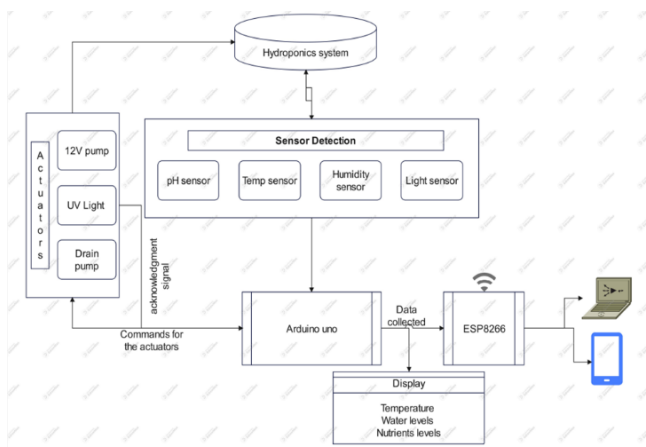 Hydroponics system
Sensor Detection
pH sensor
Temp sensor
Humidity
sensor
Light sensor
Actuators
12V pump
UV Light
Drain
pump
acknowledgment
signal
Commands for
the actuators
Arduino uno
Data
collected
ESP8266
Display
Temperature
Water levels
Nutrients levels